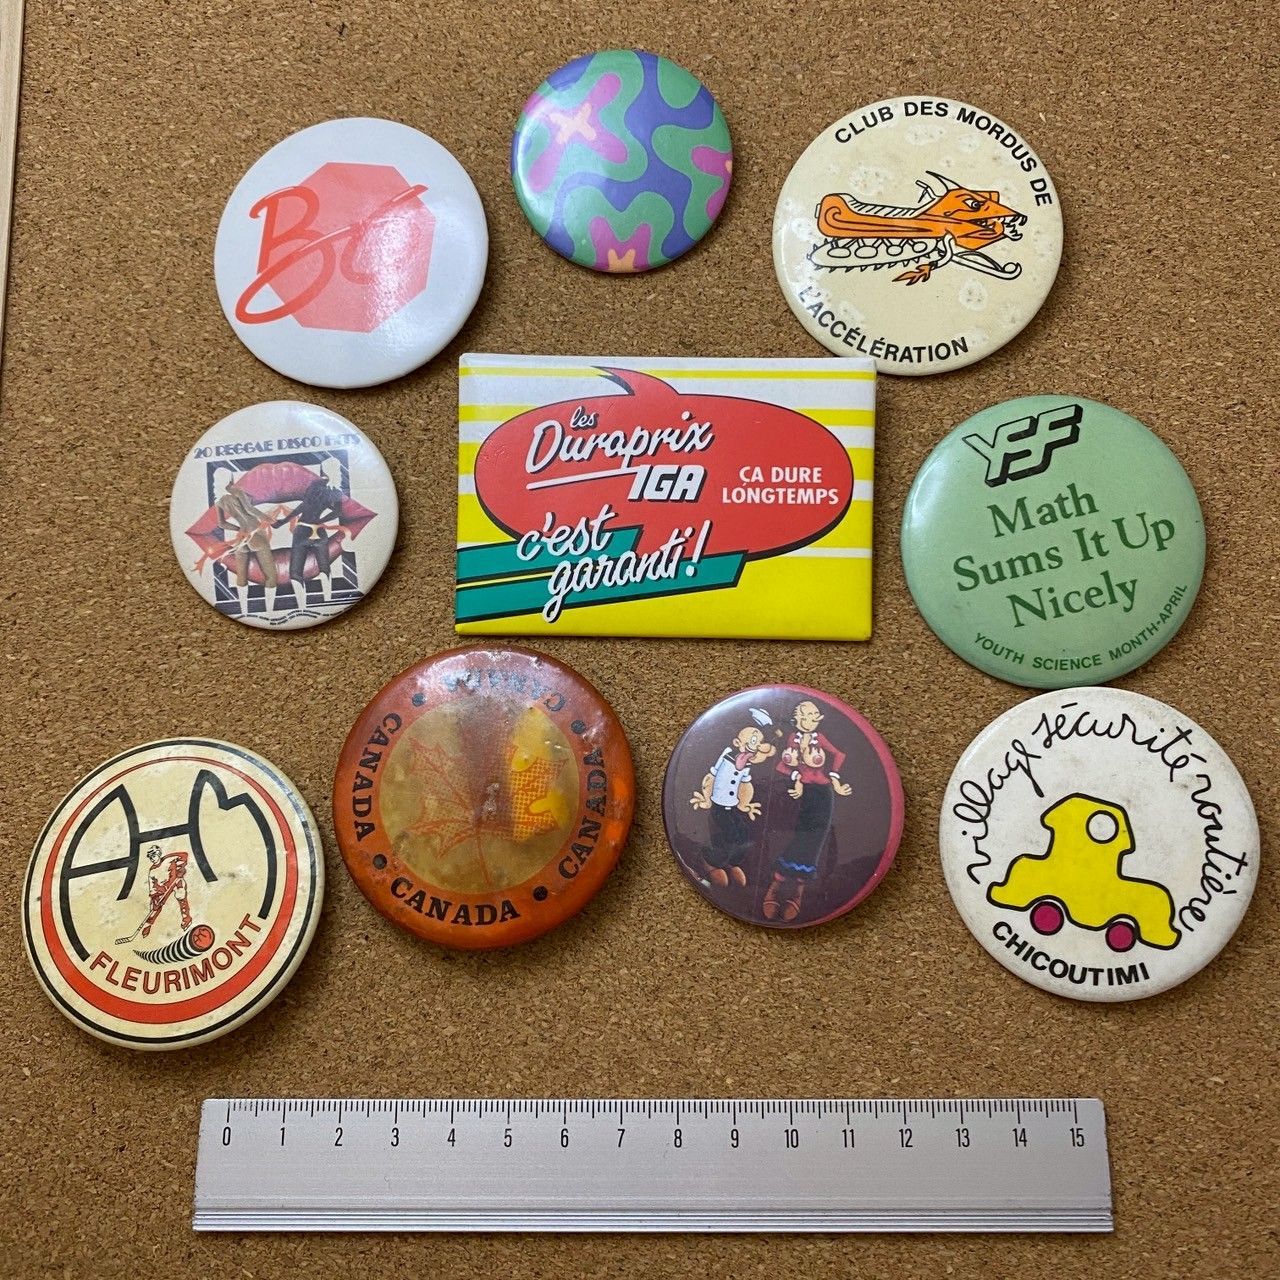 BG
CLUB DES MORDUS DE
L'ACCÉLÉRATION
20 REGGAE DISCO HITS
les
Duraprix
IGA
ÇA DURE
LONGTEMPS
c'est
garanti!
YSF
Math
Sums It Up
Nicely
YOUTH SCIENCE MONTH-APRIL
AHM
FLEURIMONT
CANADA • CANADA • CANADA • CANADA •
village sécurité routière
CHICOUTIMI
0 1 2 3 4 5 6 7 8 9 10 11 12 13 14 15